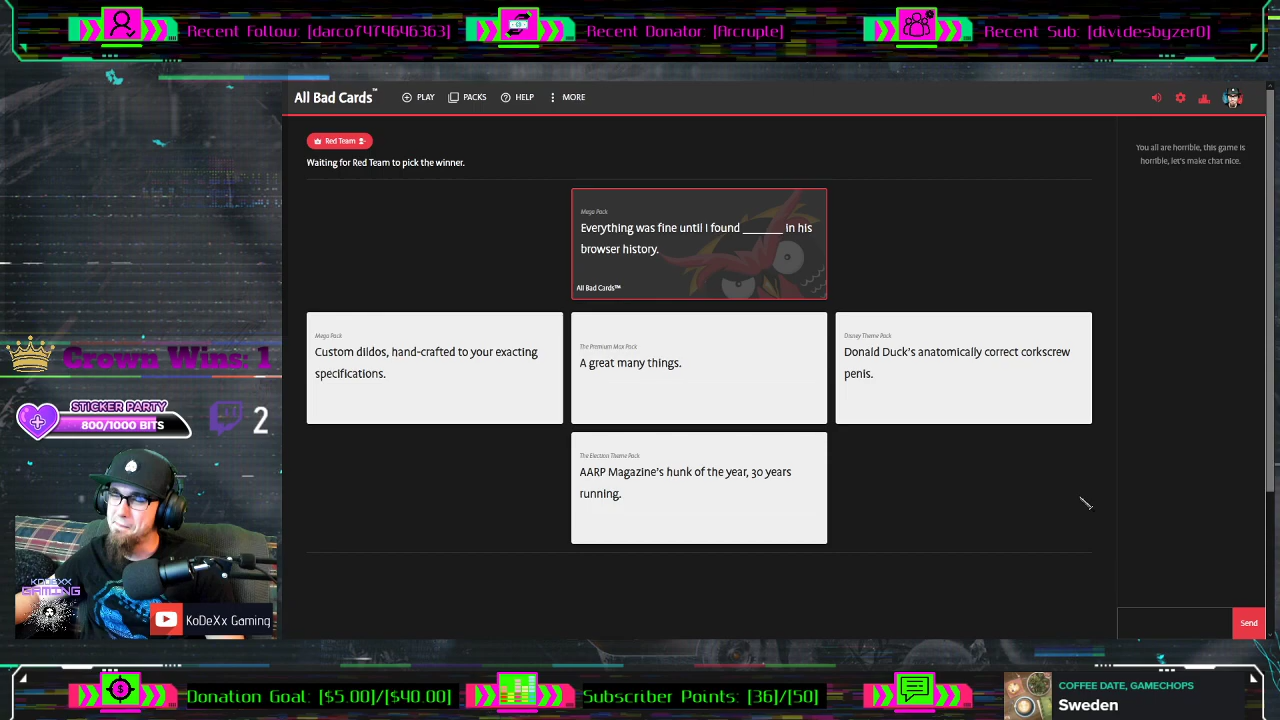 Recent Follow: [darco7474646363]
Recent Donator: [Arcruple]
Recent Sub: [dividesbyzer0]
All Bad Cards™
PLAY
PACKS
HELP
MORE
Red Team
Waiting for Red Team to pick the winner.
You all are horrible, this game is
horrible, let's make chat nice.
Mega Pack
Everything was fine until I found ______ in his
browser history.
All Bad Cards™
Mega Pack
Custom dildos, hand-crafted to your exacting
specifications.
The Premium Max Pack
A great many things.
Disney Theme Pack
Donald Duck's anatomically correct corkscrew
penis.
The Election Theme Pack
AARP Magazine's hunk of the year, 30 years
running.
Crown Wins: 1
STICKER PARTY
800/1000 BITS
2
KODEXX
GAMING
KoDeXx Gaming
Send
Donation Goal: [$5.00]/[$40.00]
Subscriber Points: [36]/[50]
COFFEE DATE, GAMECHOPS
Sweden